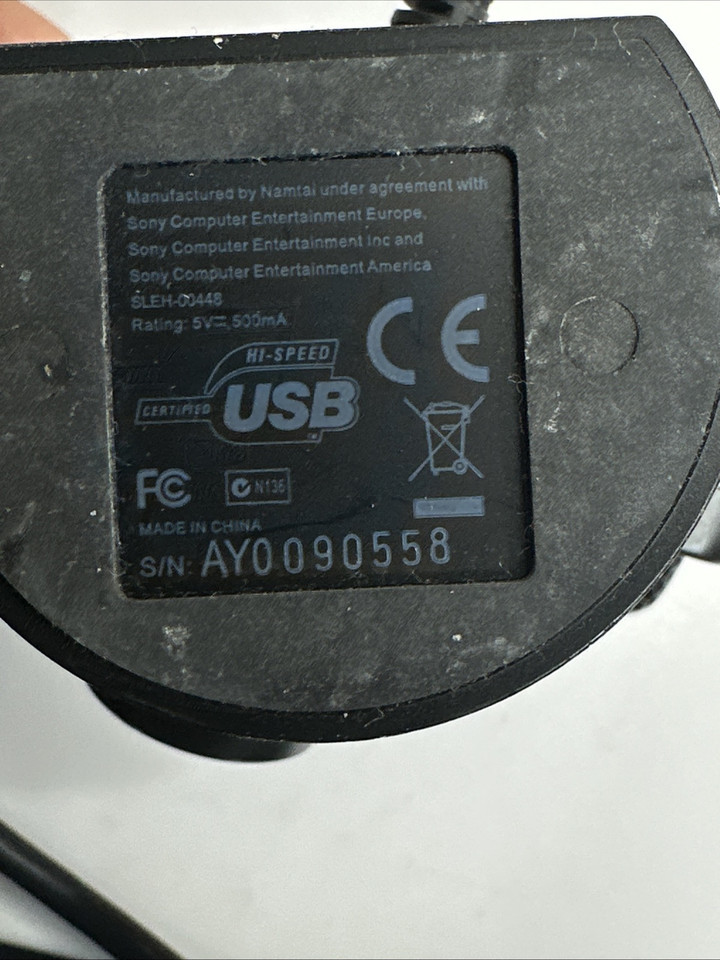 Manufactured by Namtai under agreement with
Sony Computer Entertainment Europe,
Sony Computer Entertainment Inc and
Sony Computer Entertainment America
SLEH-00448
Rating: 5V⎓ 500mA
HI-SPEED
CERTIFIED USB
CE
FC
N136
MADE IN CHINA
S/N: AY0090558